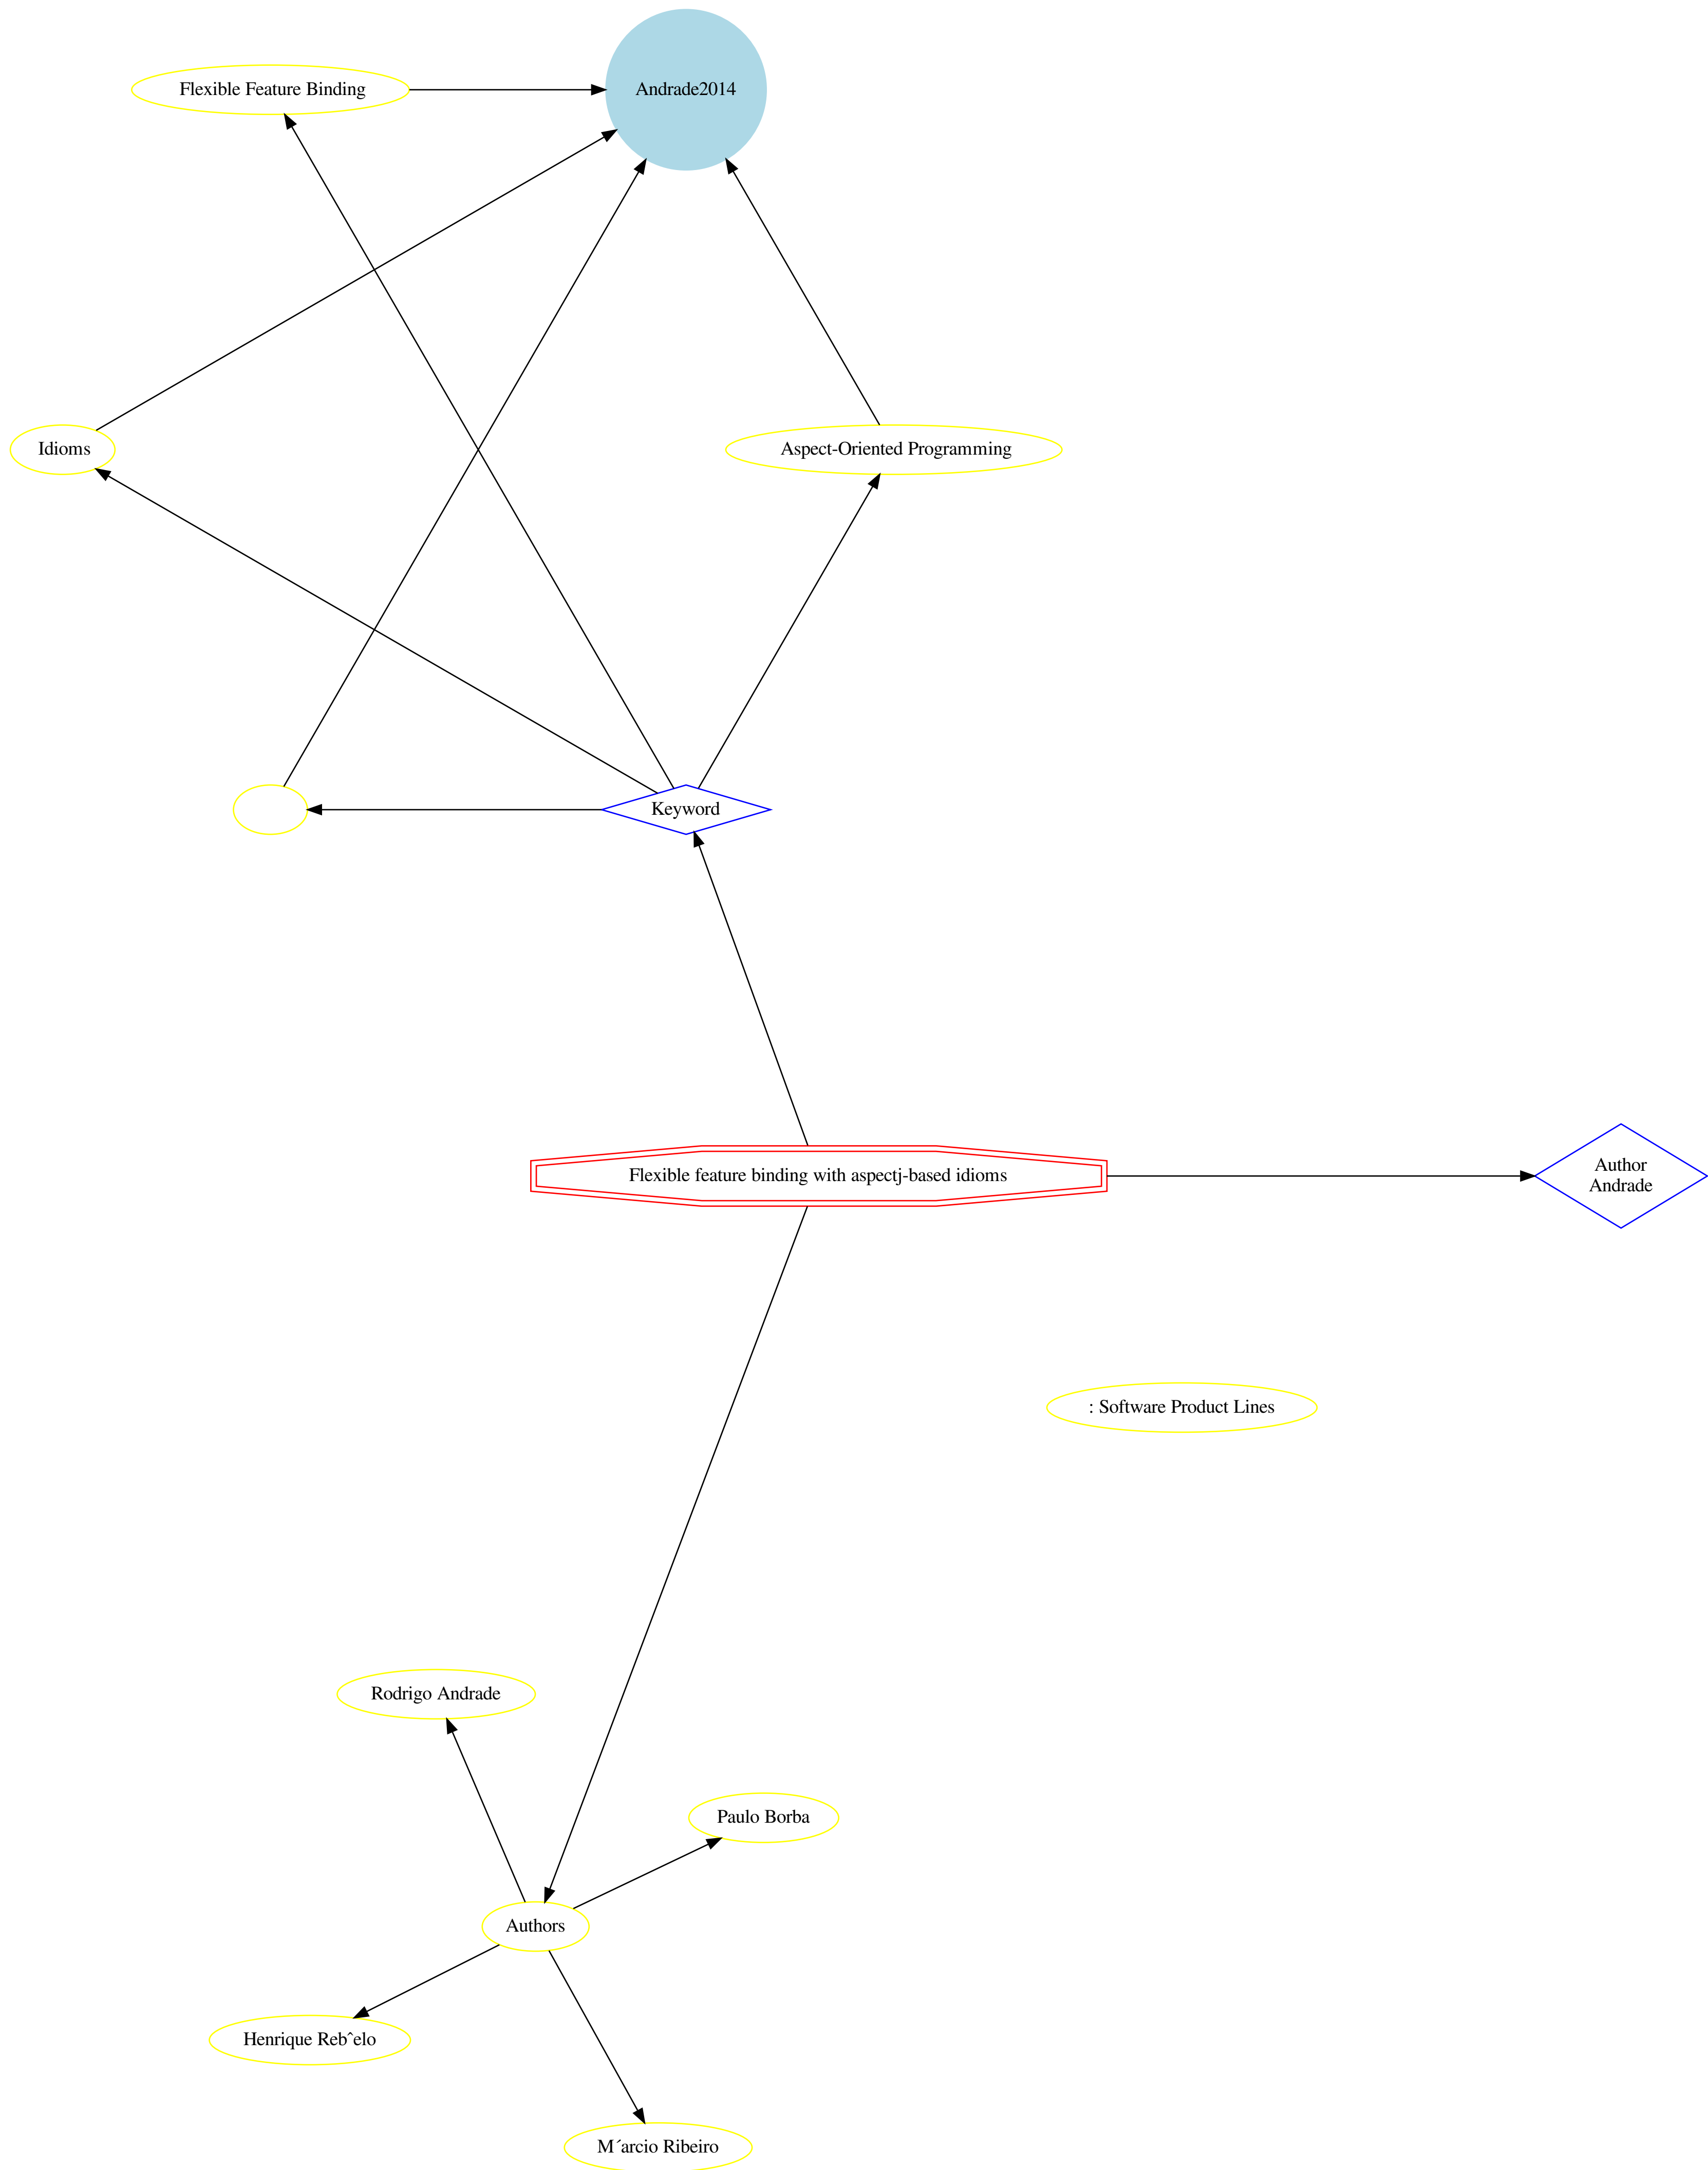 Andrade2014
Flexible Feature Binding
Idioms
Aspect-Oriented Programming
Keyword
Flexible feature binding with aspectj-based idioms
Author
Andrade
: Software Product Lines
Rodrigo Andrade
Paulo Borba
Authors
Henrique Rebˆelo
M´arcio Ribeiro